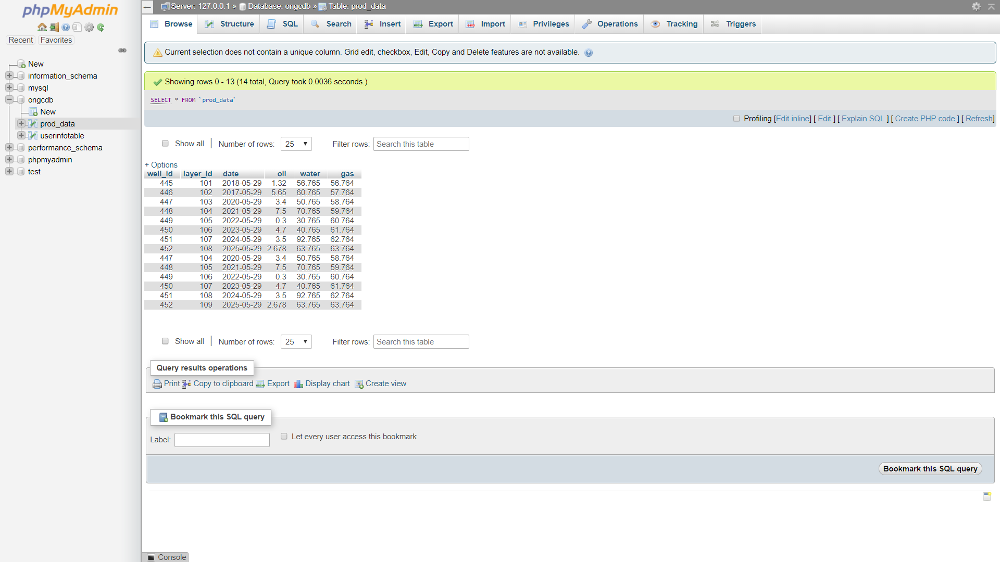 phpMyAdmin
Recent Favorites
New
information_schema
mysql
ongcdb
New
prod_data
userinfotable
performance_schema
phpmyadmin
test
← Server: 127.0.0.1 » Database: ongcdb » Table: prod_data
Browse Structure SQL Search Insert Export Import Privileges Operations Tracking Triggers
Current selection does not contain a unique column. Grid edit, checkbox, Edit, Copy and Delete features are not available.
Showing rows 0 - 13 (14 total, Query took 0.0036 seconds.)
SELECT * FROM `prod_data`
Profiling [Edit inline] [ Edit ] [ Explain SQL ] [ Create PHP code ] [ Refresh]
Show all | Number of rows: 25 Filter rows: Search this table
+ Options
well_id layer_id date oil water gas
445 101 2018-05-29 1.32 56.765 56.764
446 102 2017-05-29 5.65 60.765 57.764
447 103 2020-05-29 3.4 50.765 58.764
448 104 2021-05-29 7.5 70.765 59.764
449 105 2022-05-29 0.3 30.765 60.764
450 106 2023-05-29 4.7 40.765 61.764
451 107 2024-05-29 3.5 92.765 62.764
452 108 2025-05-29 2.678 63.765 63.764
447 104 2020-05-29 3.4 50.765 58.764
448 105 2021-05-29 7.5 70.765 59.764
449 106 2022-05-29 0.3 30.765 60.764
450 107 2023-05-29 4.7 40.765 61.764
451 108 2024-05-29 3.5 92.765 62.764
452 109 2025-05-29 2.678 63.765 63.764
Show all | Number of rows: 25 Filter rows: Search this table
Query results operations
Print Copy to clipboard Export Display chart Create view
Bookmark this SQL query
Label: Let every user access this bookmark
Bookmark this SQL query
Console